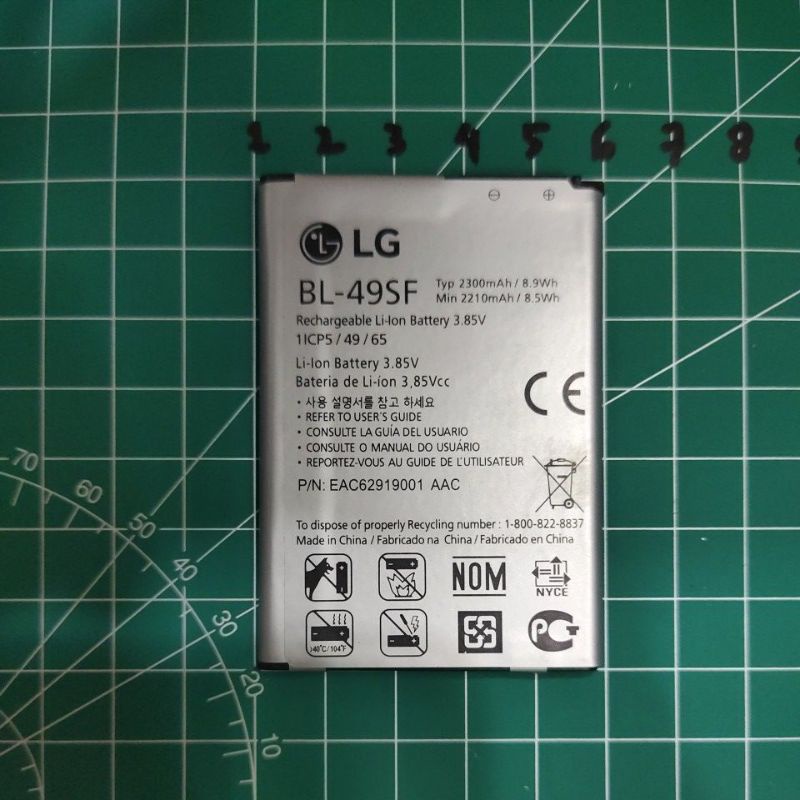 1 2 3 4 5 6 7 8
LG
BL-49SF
Typ 2300mAh / 8.9Wh
Min 2210mAh / 8.5Wh
Rechargeable Li-Ion Battery 3.85V
1ICP5 / 49 / 65
Li-Ion Battery 3.85V
Bateria de Li-íon 3,85Vcc
• 사용 설명서를 참고 하세요
• REFER TO USER'S GUIDE
• CONSULTE LA GUÍA DEL USUARIO
• CONSULTE O MANUAL DO USUÁRIO
• REPORTEZ-VOUS AU GUIDE DE L'UTILISATEUR
CE
P/N: EAC62919001 AAC
To dispose of properly Recycling number : 1-800-822-8837
Made in China / Fabricado na China / Fabricado en China
NOM
NYCE
>40°C/104°F
70
60
50
40
30
20
10